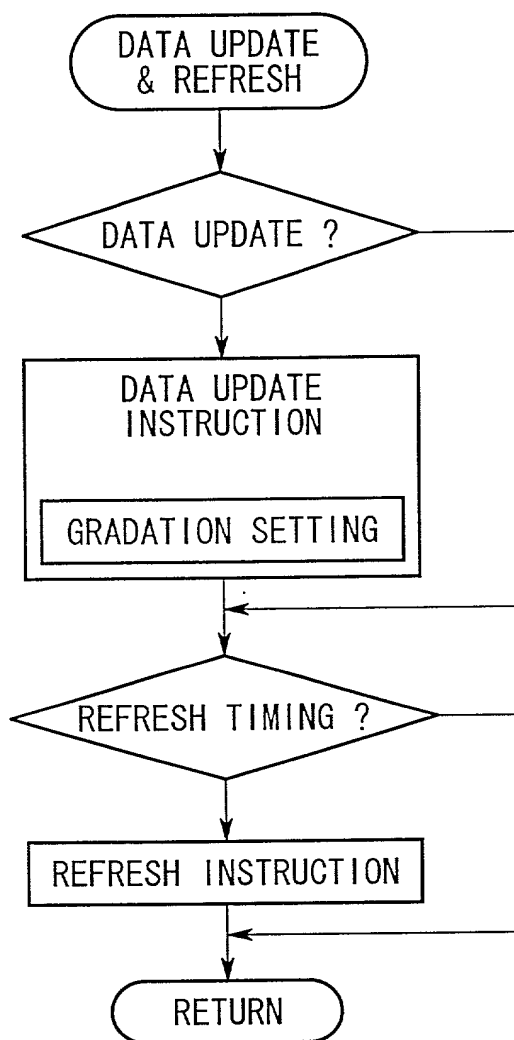 DATA UPDATE
& REFRESH
DATA UPDATE ?
DATA UPDATE
INSTRUCTION
GRADATION SETTING
REFRESH TIMING ?
REFRESH INSTRUCTION
RETURN